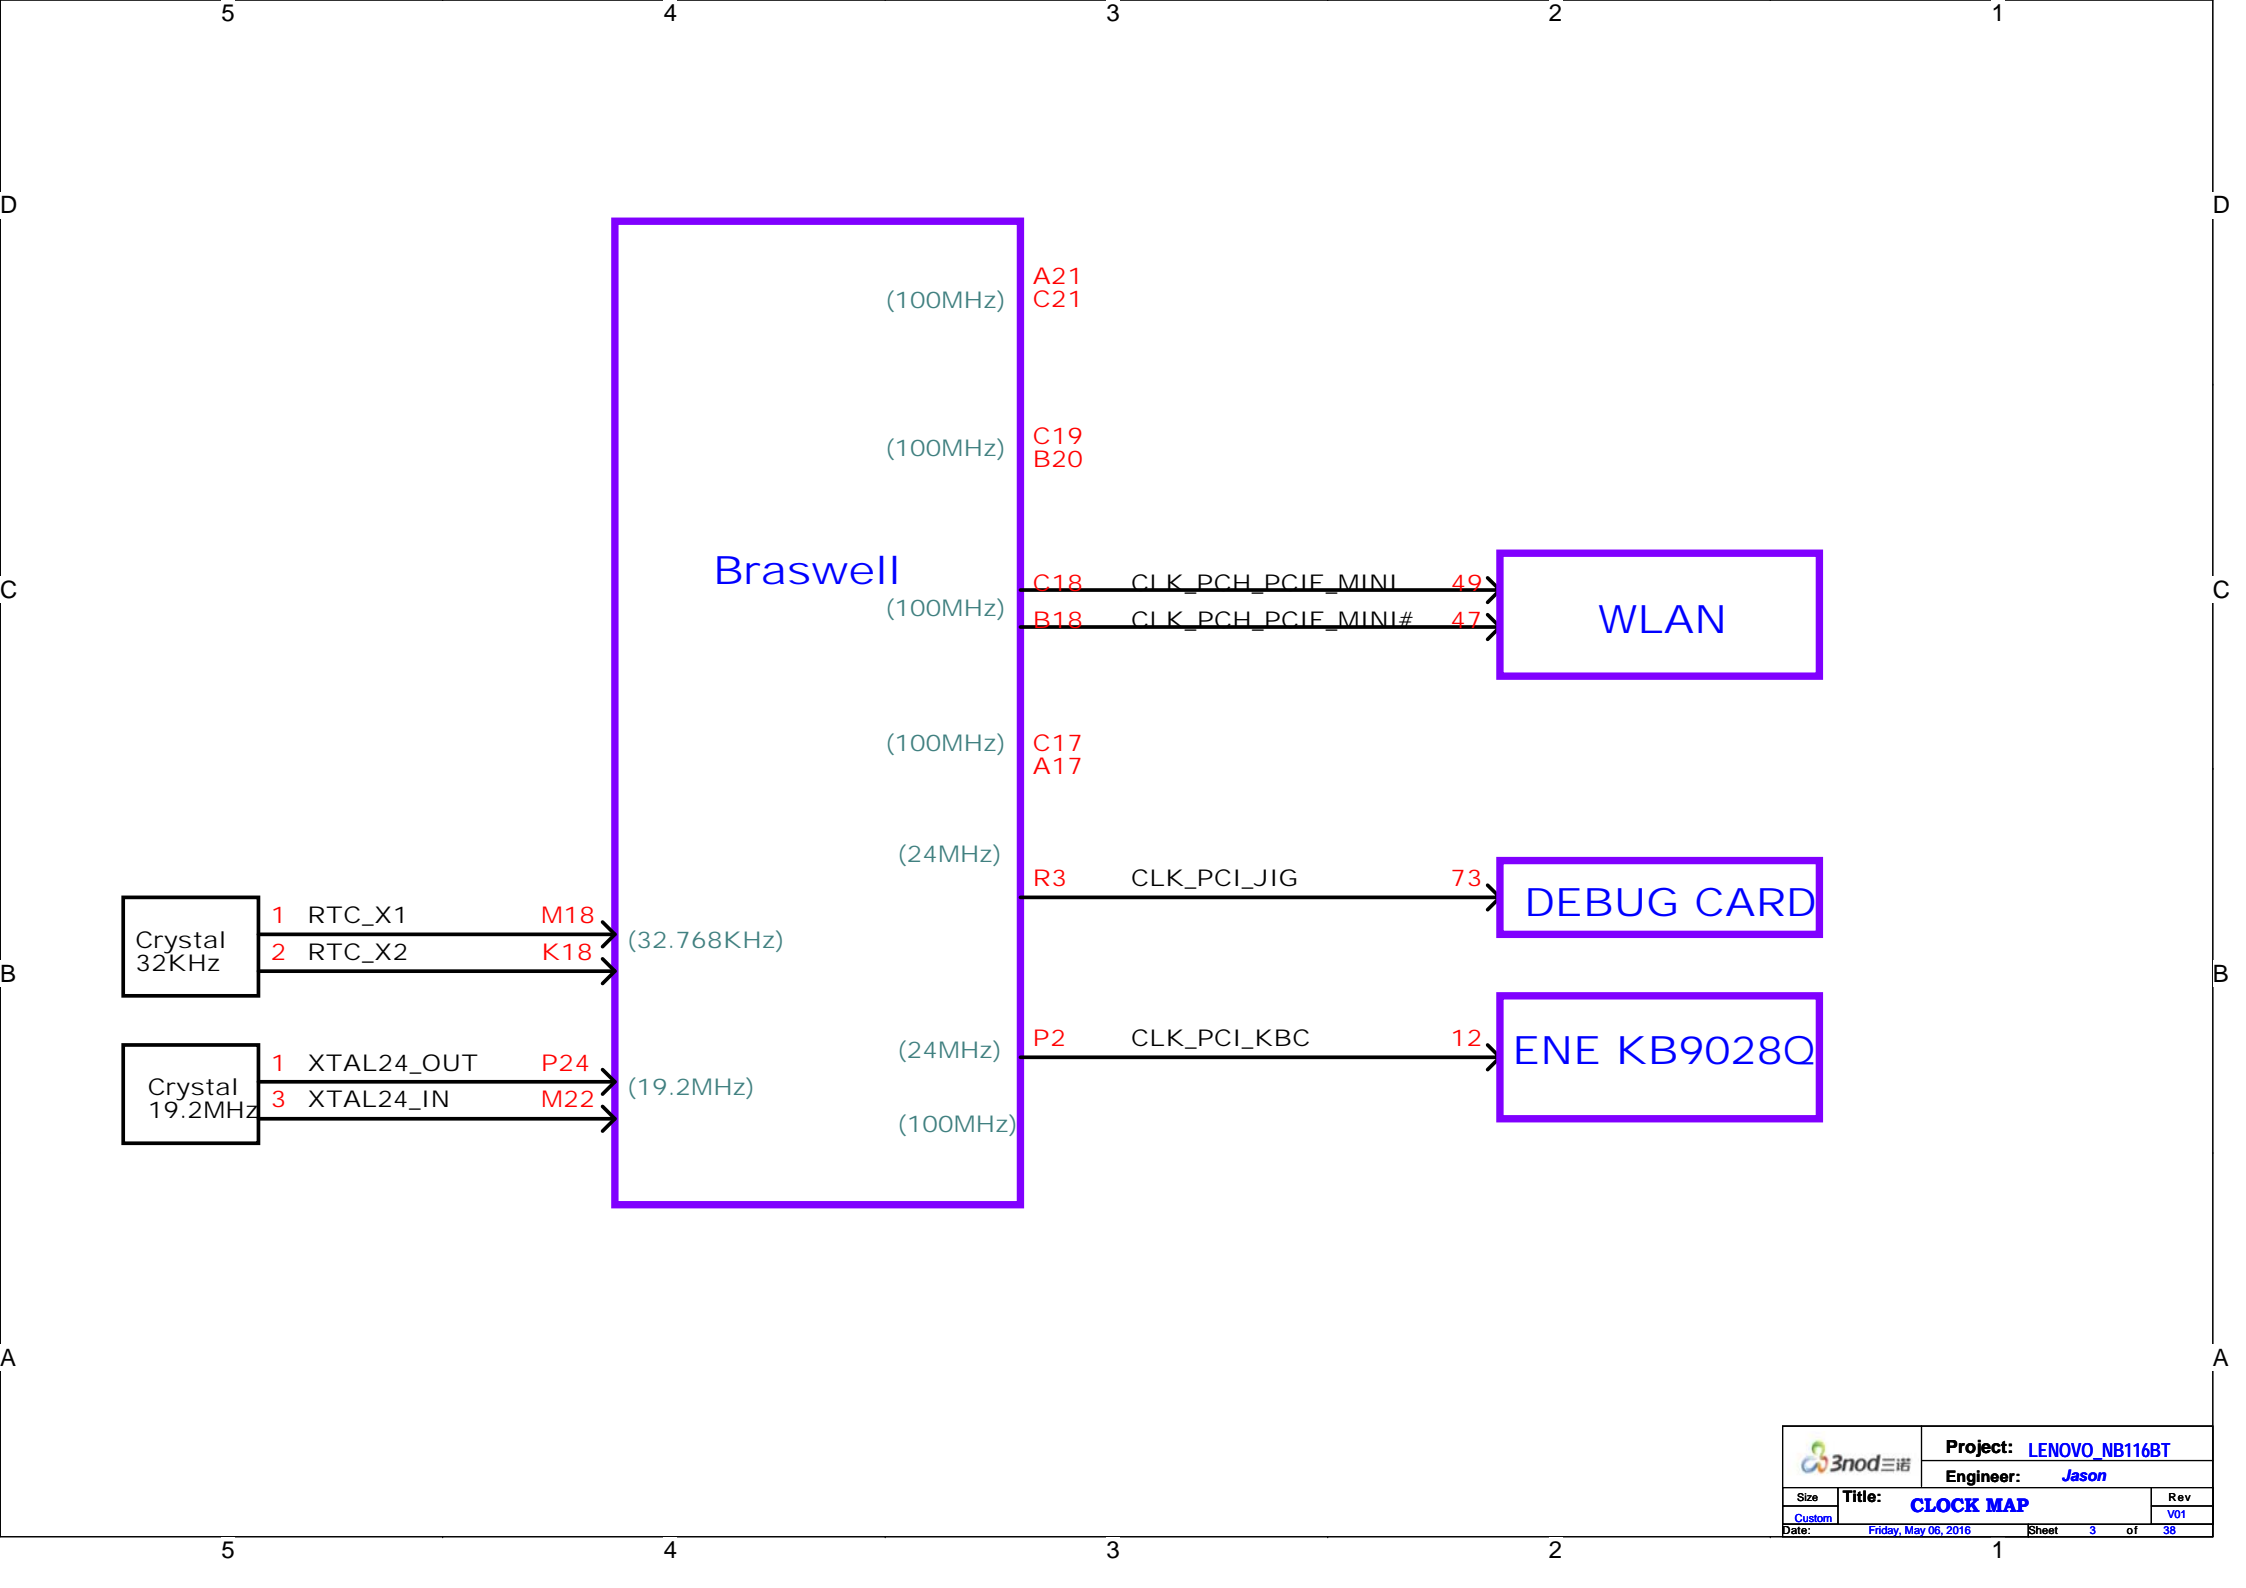 5 4 3 2 1
D D
A21
(100MHz) C21
C19
(100MHz) B20
Braswell
C C
C18 CLK_PCH_PCIE_MINI 49
(100MHz)
B18 CLK_PCH_PCIE_MINI# 47
WLAN
(100MHz) C17
A17
(24MHz)
R3 CLK_PCI_JIG 73
DEBUG CARD
1 RTC_X1 M18
Crystal
32KHz
(32.768KHz)
2 RTC_X2 K18
B B
P2 CLK_PCI_KBC 12
(24MHz)
ENE KB9028Q
1 XTAL24_OUT P24
Crystal
19.2MHz
(19.2MHz)
3 XTAL24_IN M22
(100MHz)
A A
3nod三诺
Project: LENOVO_NB116BT
Engineer: Jason
Size Title: CLOCK MAP Rev
Custom V01
Date: Friday, May 06, 2016 Sheet 3 of 38
5 4 3 2 1